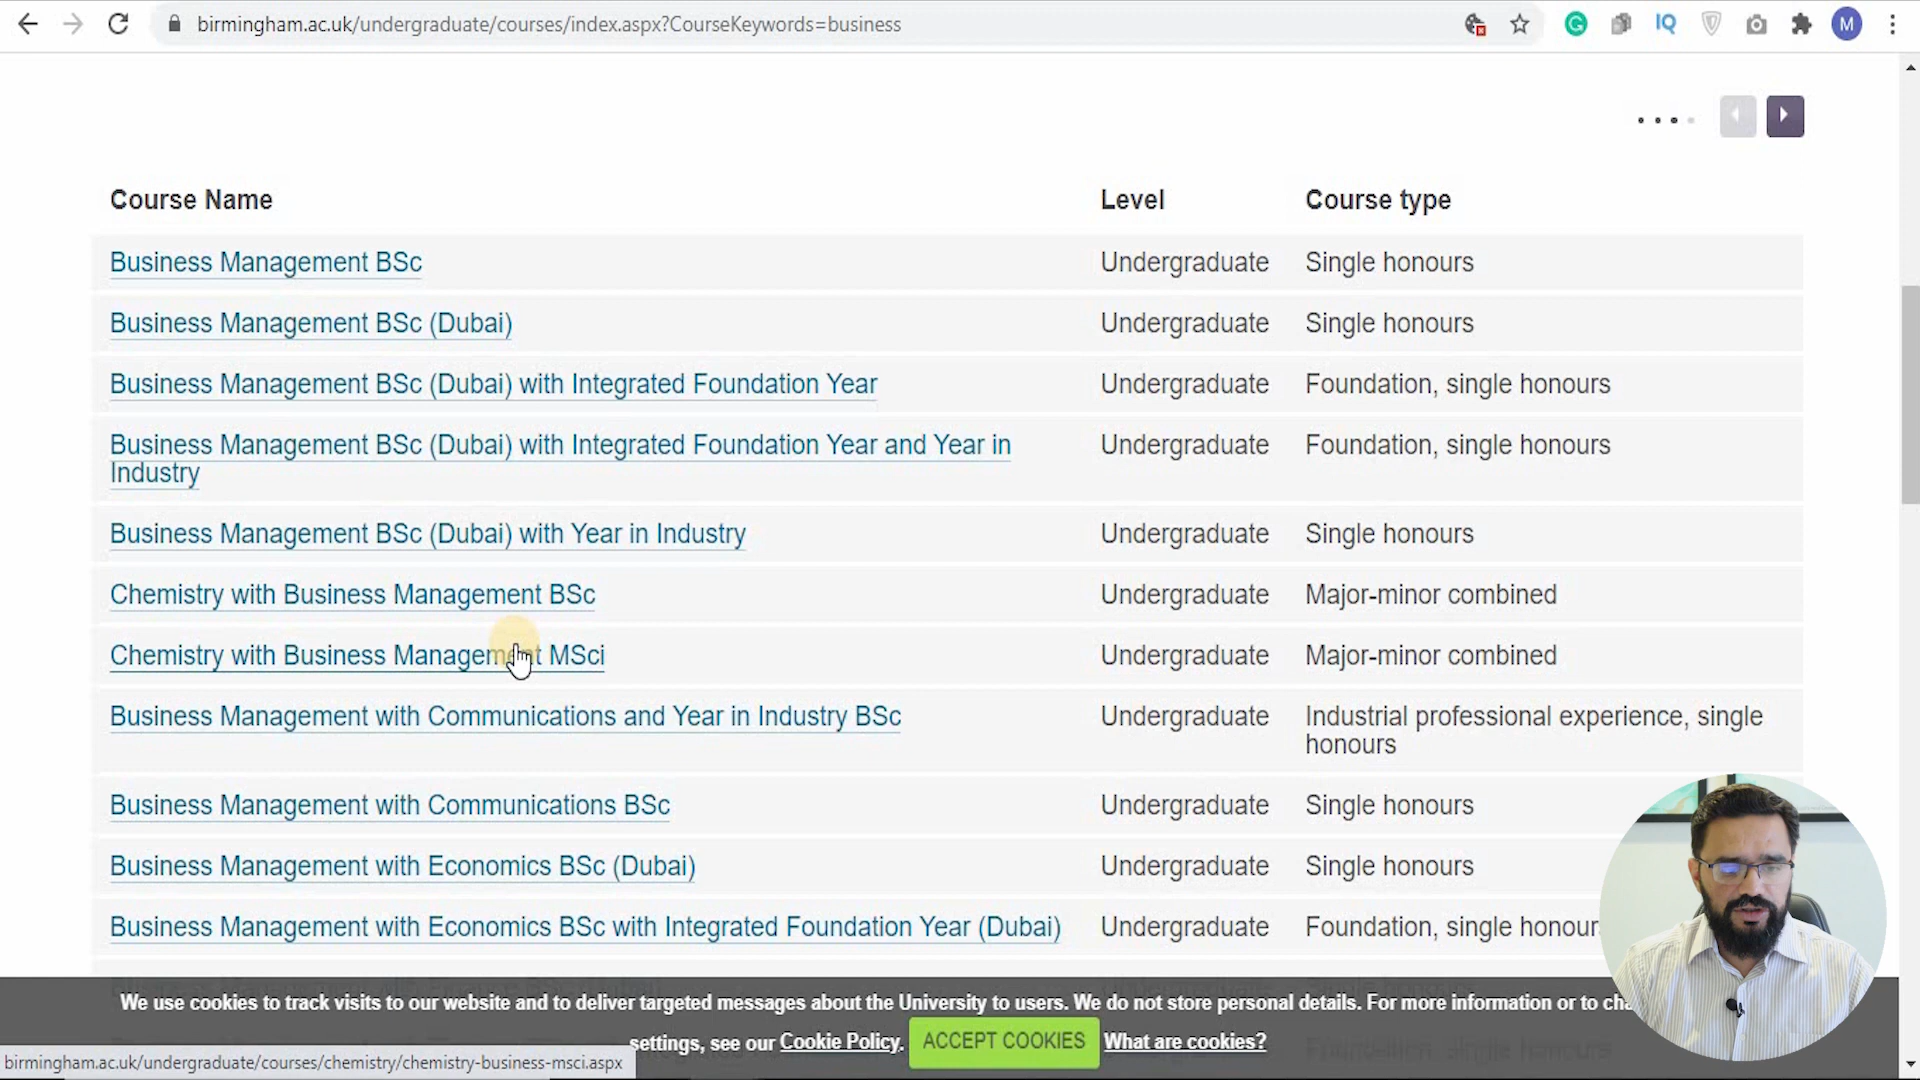 birmingham.ac.uk/undergraduate/courses/index.aspx?CourseKeywords=business
IQ
M
Course Name Level Course type
Business Management BSc Undergraduate Single honours
Business Management BSc (Dubai) Undergraduate Single honours
Business Management BSc (Dubai) with Integrated Foundation Year Undergraduate Foundation, single honours
Business Management BSc (Dubai) with Integrated Foundation Year and Year in Undergraduate Foundation, single honours
Industry
Business Management BSc (Dubai) with Year in Industry Undergraduate Single honours
Chemistry with Business Management BSc Undergraduate Major-minor combined
Chemistry with Business Management MSci Undergraduate Major-minor combined
Business Management with Communications and Year in Industry BSc Undergraduate Industrial professional experience, single
honours
Business Management with Communications BSc Undergraduate Single honours
Business Management with Economics BSc (Dubai) Undergraduate Single honours
Business Management with Economics BSc with Integrated Foundation Year (Dubai) Undergraduate Foundation, single
We use cookies to track visits to our website and to deliver targeted messages about the University to users. We do not store personal details. For more information or to
settings, see our Cookie Policy. ACCEPT COOKIES What are cookies?
birmingham.ac.uk/undergraduate/courses/chemistry/chemistry-business-msci.aspx